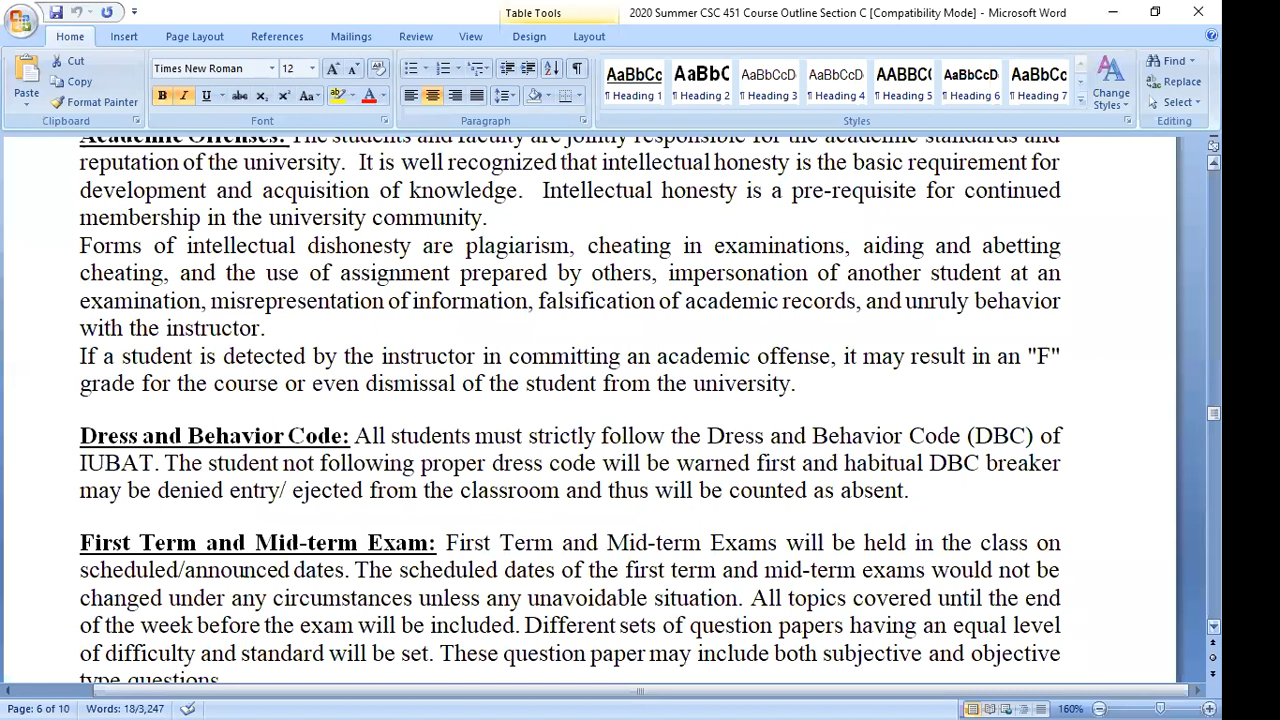 Table Tools
2020 Summer CSC 451 Course Outline Section C [Compatibility Mode] - Microsoft Word
Home Insert Page Layout References Mailings Review View Design Layout
Paste
Cut
Copy
Format Painter
Times New Roman 12
AaBbCc AaBbC AaBbCcD AaBbCcD AABBC( AaBbCcD AaBbCc
¶ Heading 1 ¶ Heading 2 ¶ Heading 3 ¶ Heading 4 ¶ Heading 5 ¶ Heading 6 ¶ Heading 7
Change
Styles
Find
Replace
Select
Clipboard Font Paragraph Styles Editing
Academic Offenses: The students and faculty are jointly responsible for the academic standards and
reputation of the university. It is well recognized that intellectual honesty is the basic requirement for
development and acquisition of knowledge. Intellectual honesty is a pre-requisite for continued
membership in the university community.
Forms of intellectual dishonesty are plagiarism, cheating in examinations, aiding and abetting
cheating, and the use of assignment prepared by others, impersonation of another student at an
examination, misrepresentation of information, falsification of academic records, and unruly behavior
with the instructor.
If a student is detected by the instructor in committing an academic offense, it may result in an "F"
grade for the course or even dismissal of the student from the university.
Dress and Behavior Code: All students must strictly follow the Dress and Behavior Code (DBC) of
IUBAT. The student not following proper dress code will be warned first and habitual DBC breaker
may be denied entry/ ejected from the classroom and thus will be counted as absent.
First Term and Mid-term Exam: First Term and Mid-term Exams will be held in the class on
scheduled/announced dates. The scheduled dates of the first term and mid-term exams would not be
changed under any circumstances unless any unavoidable situation. All topics covered until the end
of the week before the exam will be included. Different sets of question papers having an equal level
of difficulty and standard will be set. These question paper may include both subjective and objective
type questions.
Page: 6 of 10 Words: 18/3,247 160%